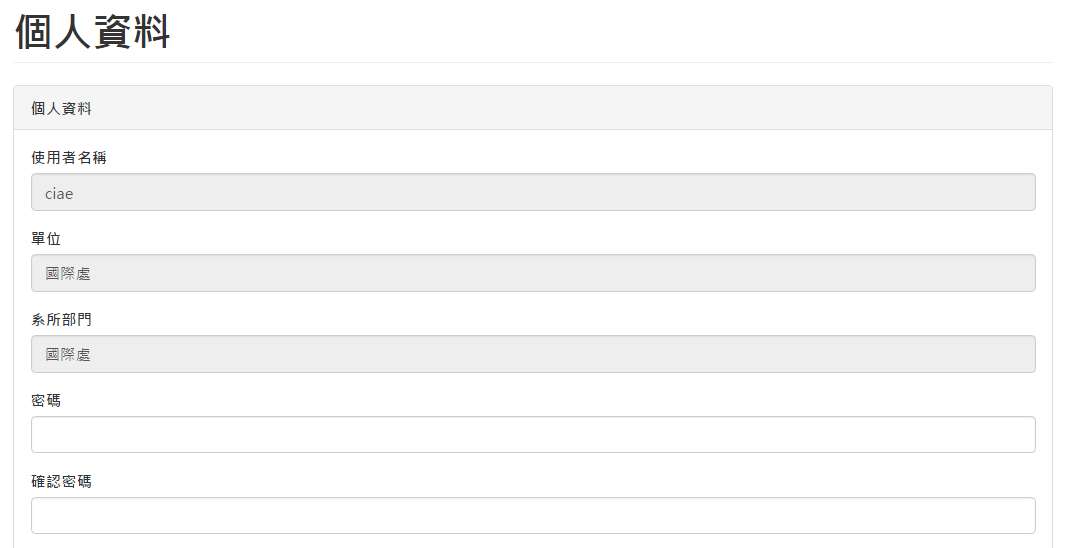 個人資料
個人資料
使用者名稱
ciae
單位
國際處
系所部門
國際處
密碼
確認密碼